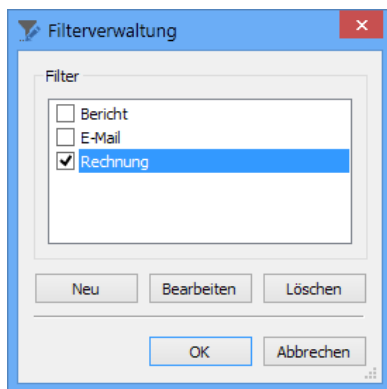 Filterverwaltung
Filter
Bericht
E-Mail
Rechnung
Neu Bearbeiten Löschen
OK Abbrechen